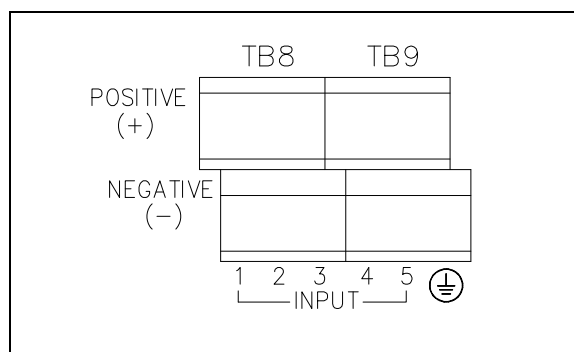 TB8 TB9
POSITIVE
(+)
NEGATIVE
(-)
1 2 3 4 5
INPUT